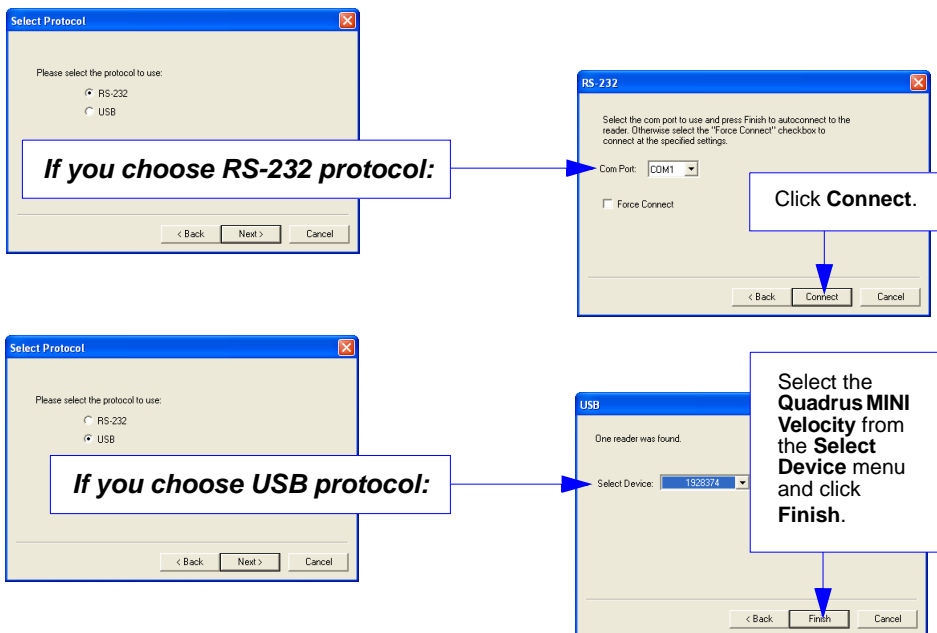 Select Protocol
Please select the protocol to use:
RS-232
USB
If you choose RS-232 protocol:
< Back
Next >
Cancel
RS-232
Select the com port to use and press Finish to autoconnect to the
reader. Otherwise select the "Force Connect" checkbox to
connect at the specified settings.
Com Port:
COM1
Force Connect
Click Connect.
< Back
Connect
Cancel
Select Protocol
Please select the protocol to use:
RS-232
USB
If you choose USB protocol:
< Back
Next >
Cancel
USB
One reader was found.
Select Device:
1928374
Select the
Quadrus MINI
Velocity from
the Select
Device menu
and click
Finish.
< Back
Finish
Cancel